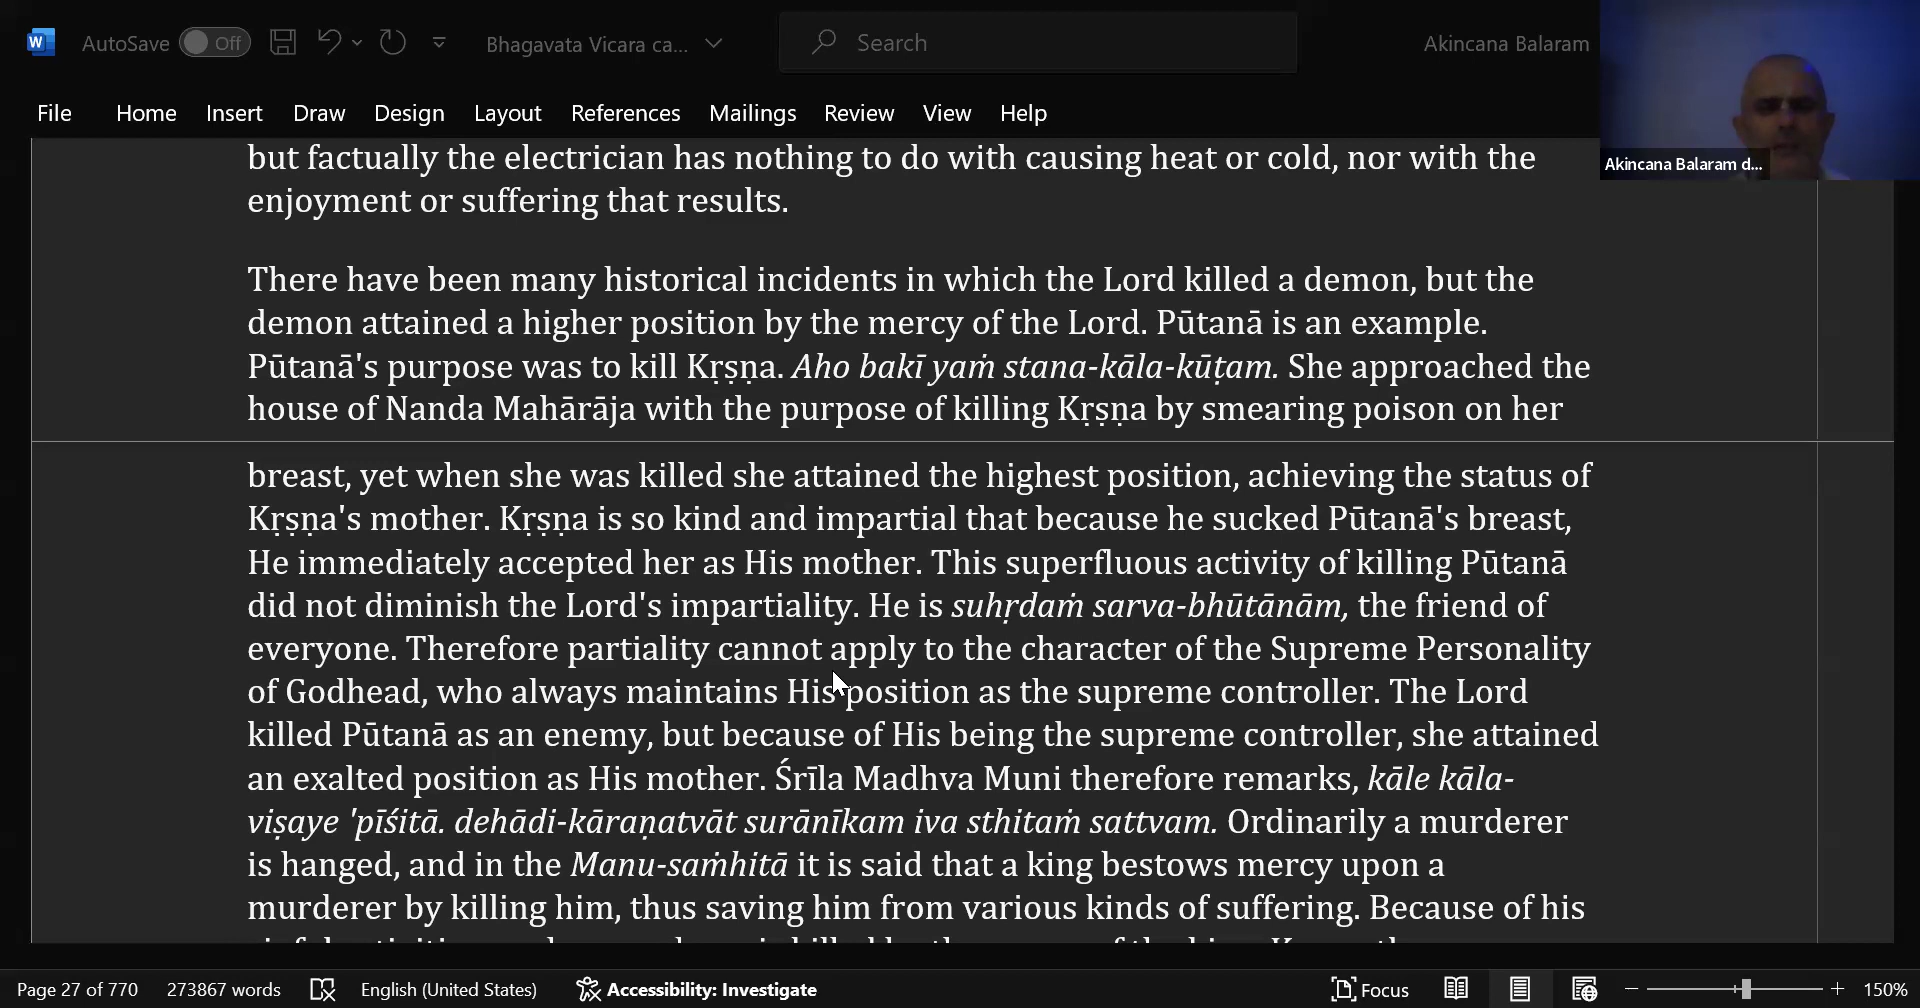 W AutoSave Off Bhagavata Vicara ca... Search Akincana Balaram
File Home Insert Draw Design Layout References Mailings Review View Help
Akincana Balaram d...
but factually the electrician has nothing to do with causing heat or cold, nor with the
enjoyment or suffering that results.
There have been many historical incidents in which the Lord killed a demon, but the
demon attained a higher position by the mercy of the Lord. Pūtanā is an example.
Pūtanā's purpose was to kill Kṛṣṇa. Aho bakī yaṁ stana-kāla-kūṭam. She approached the
house of Nanda Mahārāja with the purpose of killing Kṛṣṇa by smearing poison on her
breast, yet when she was killed she attained the highest position, achieving the status of
Kṛṣṇa's mother. Kṛṣṇa is so kind and impartial that because he sucked Pūtanā's breast,
He immediately accepted her as His mother. This superfluous activity of killing Pūtanā
did not diminish the Lord's impartiality. He is suhṛdaṁ sarva-bhūtānām, the friend of
everyone. Therefore partiality cannot apply to the character of the Supreme Personality
of Godhead, who always maintains His position as the supreme controller. The Lord
killed Pūtanā as an enemy, but because of His being the supreme controller, she attained
an exalted position as His mother. Śrīla Madhva Muni therefore remarks, kāle kāla-
viṣaye 'pīśitā. dehādi-kāraṇatvāt surānīkam iva sthitaṁ sattvam. Ordinarily a murderer
is hanged, and in the Manu-saṁhitā it is said that a king bestows mercy upon a
murderer by killing him, thus saving him from various kinds of suffering. Because of his
Page 27 of 770 273867 words English (United States) Accessibility: Investigate Focus 150%